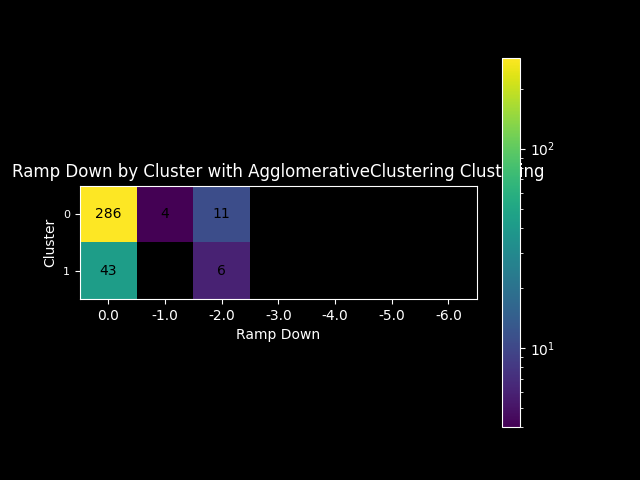 Ramp Down by Cluster with AgglomerativeClustering Clustering
Cluster
0
286 4 11
1
43 6
0.0 -1.0 -2.0 -3.0 -4.0 -5.0 -6.0
Ramp Down
10²
10¹